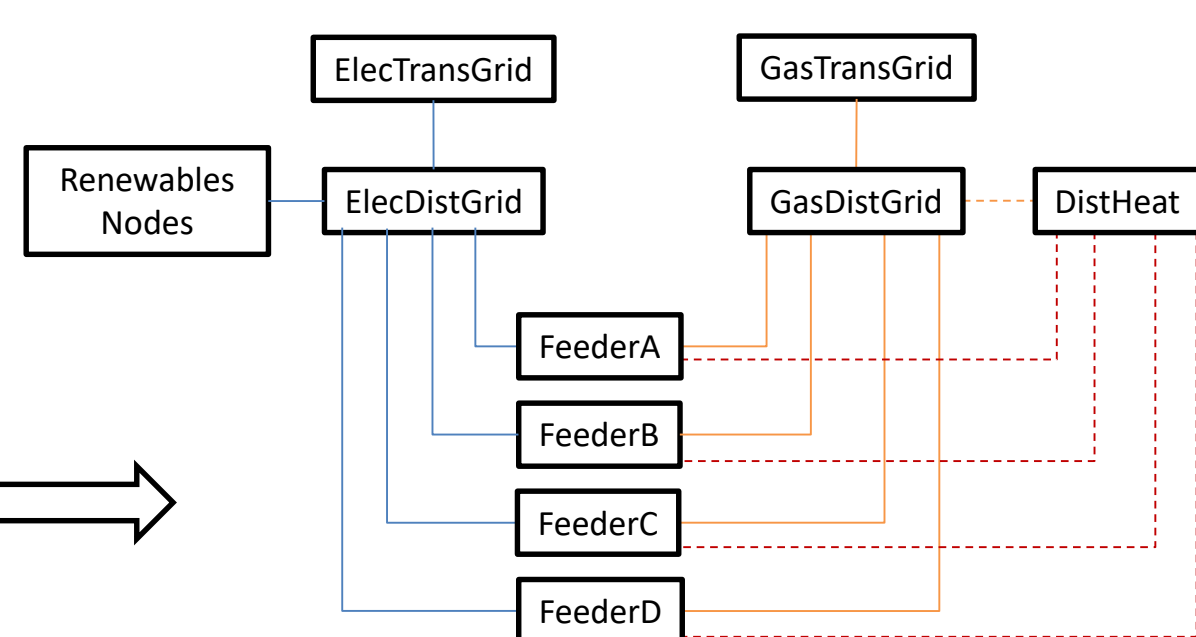 ElecTransGrid
GasTransGrid
Renewables
Nodes
ElecDistGrid
GasDistGrid
DistHeat
FeederA
FeederB
FeederC
FeederD